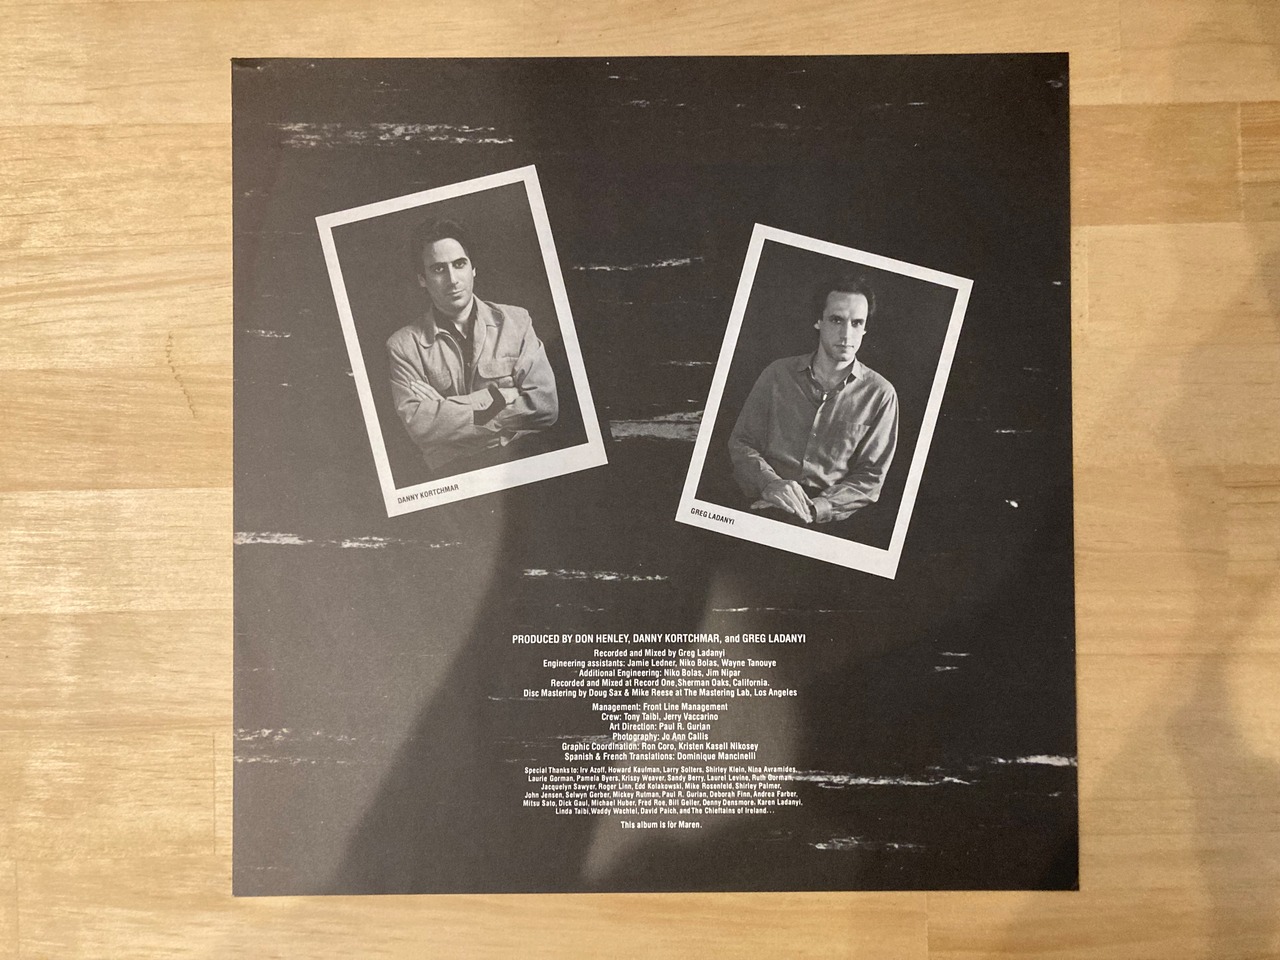 DANNY KORTCHMAR
GREG LADANYI
PRODUCED BY DON HENLEY, DANNY KORTCHMAR, and GREG LADANYI
Recorded and Mixed by Greg Ladanyi
Engineering assistants: Jamie Ledner, Niko Bolas, Wayne Tanouye
Additional Engineering: Niko Bolas, Jim Nipar
Recorded and Mixed at Record One, Sherman Oaks, California.
Disc Mastering by Doug Sax & Mike Reese at The Mastering Lab, Los Angeles
Management: Front Line Management
Crew: Tony Taibi, Jerry Vaccarino
Art Direction: Paul R. Gurian
Photography: Jo Ann Callis
Graphic Coordination: Ron Coro, Kristen Kasell Nikosey
Spanish & French Translations: Dominique Mancinelli
Special Thanks to: Irv Azoff, Howard Kaufman, Larry Solters, Shirley Klein, Nina Avramides,
Laurie Gorman, Pamela Byers, Krissy Weaver, Sandy Berry, Laurel Levine, Ruth Gorman,
Jacquelyn Sawyer, Roger Linn, Edd Kolakowski, Mike Rosenfeld, Shirley Palmer,
John Jensen, Selwyn Gerber, Mickey Rutman, Paul R. Gurian, Deborah Finn, Andrea Farber,
Mitsu Sato, Dick Gaul, Michael Huber, Fred Roe, Bill Geller, Denny Densmore, Karen Ladanyi,
Linda Taibi, Waddy Wachtel, David Paich, and The Chieftains of Ireland...
This album is for Maren.